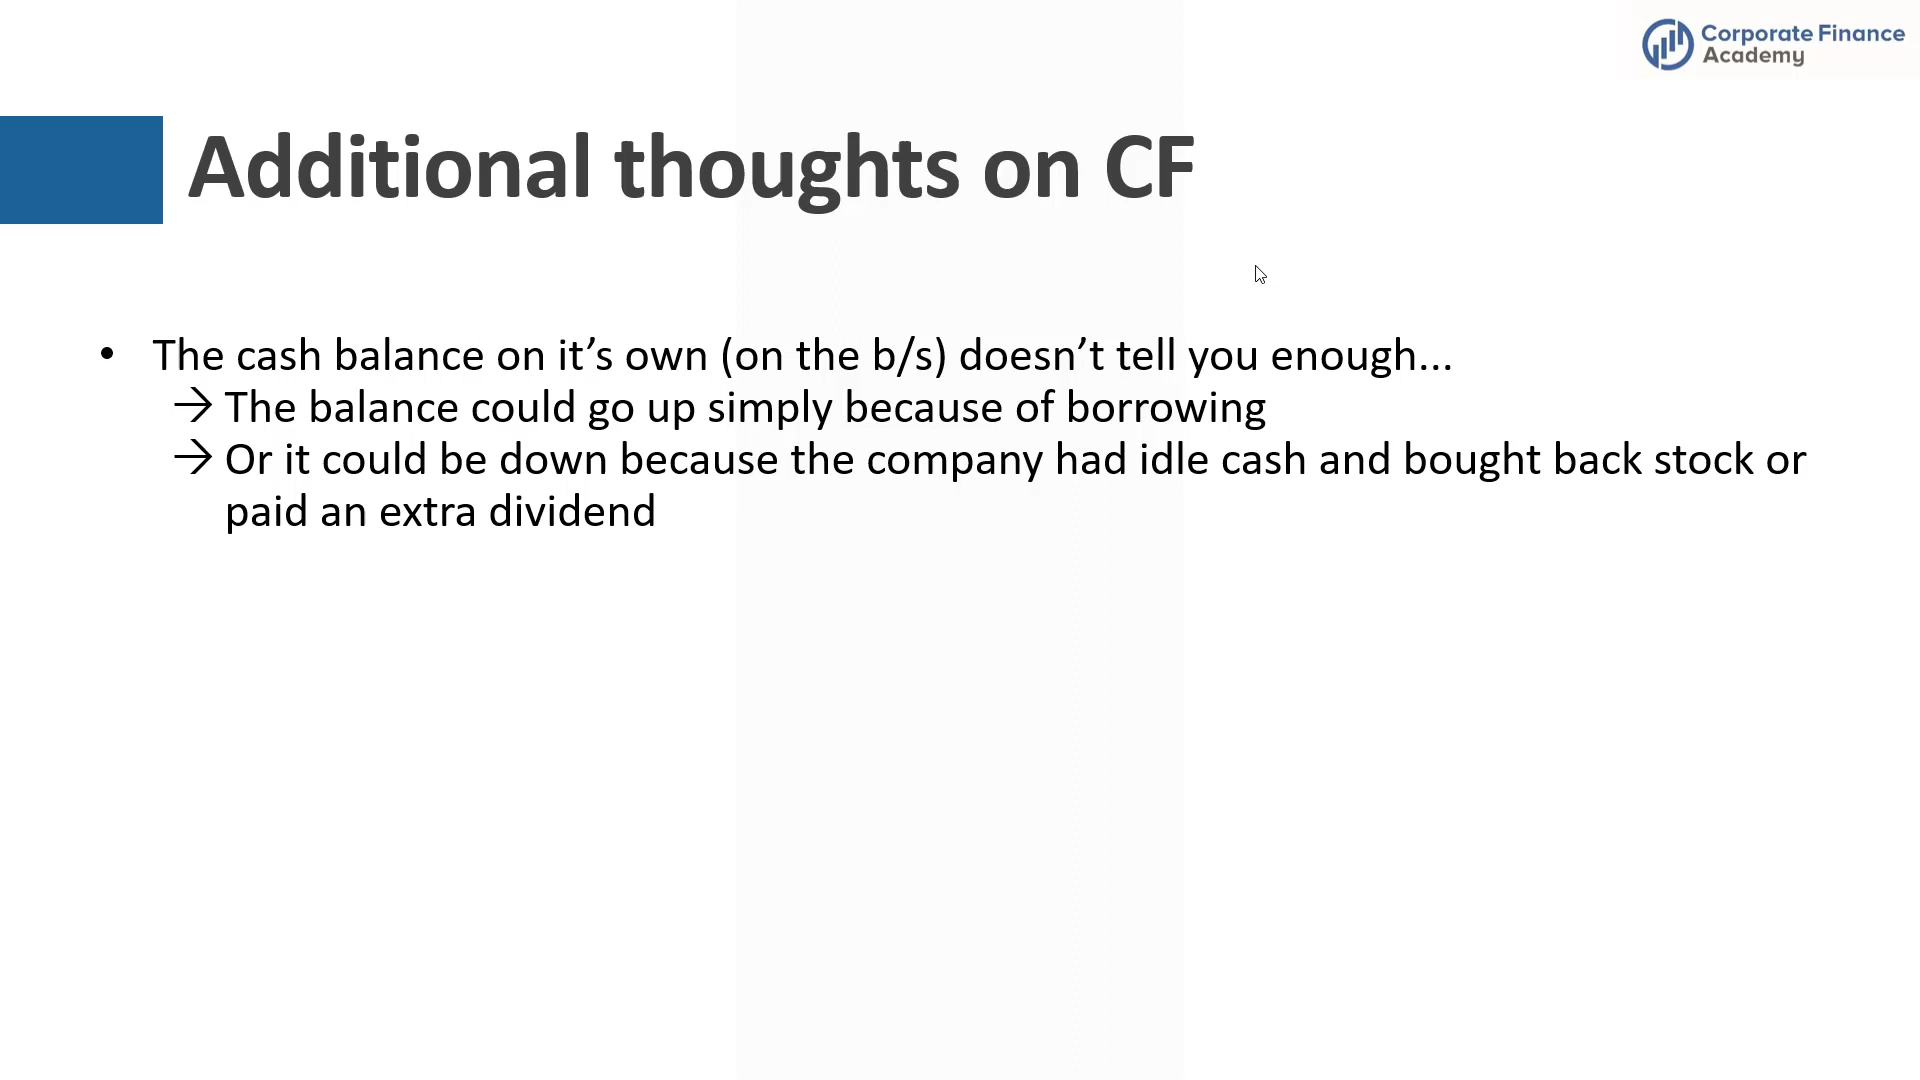 Corporate Finance
Academy
Additional thoughts on CF
• The cash balance on it’s own (on the b/s) doesn’t tell you enough...
→ The balance could go up simply because of borrowing
→ Or it could be down because the company had idle cash and bought back stock or
paid an extra dividend